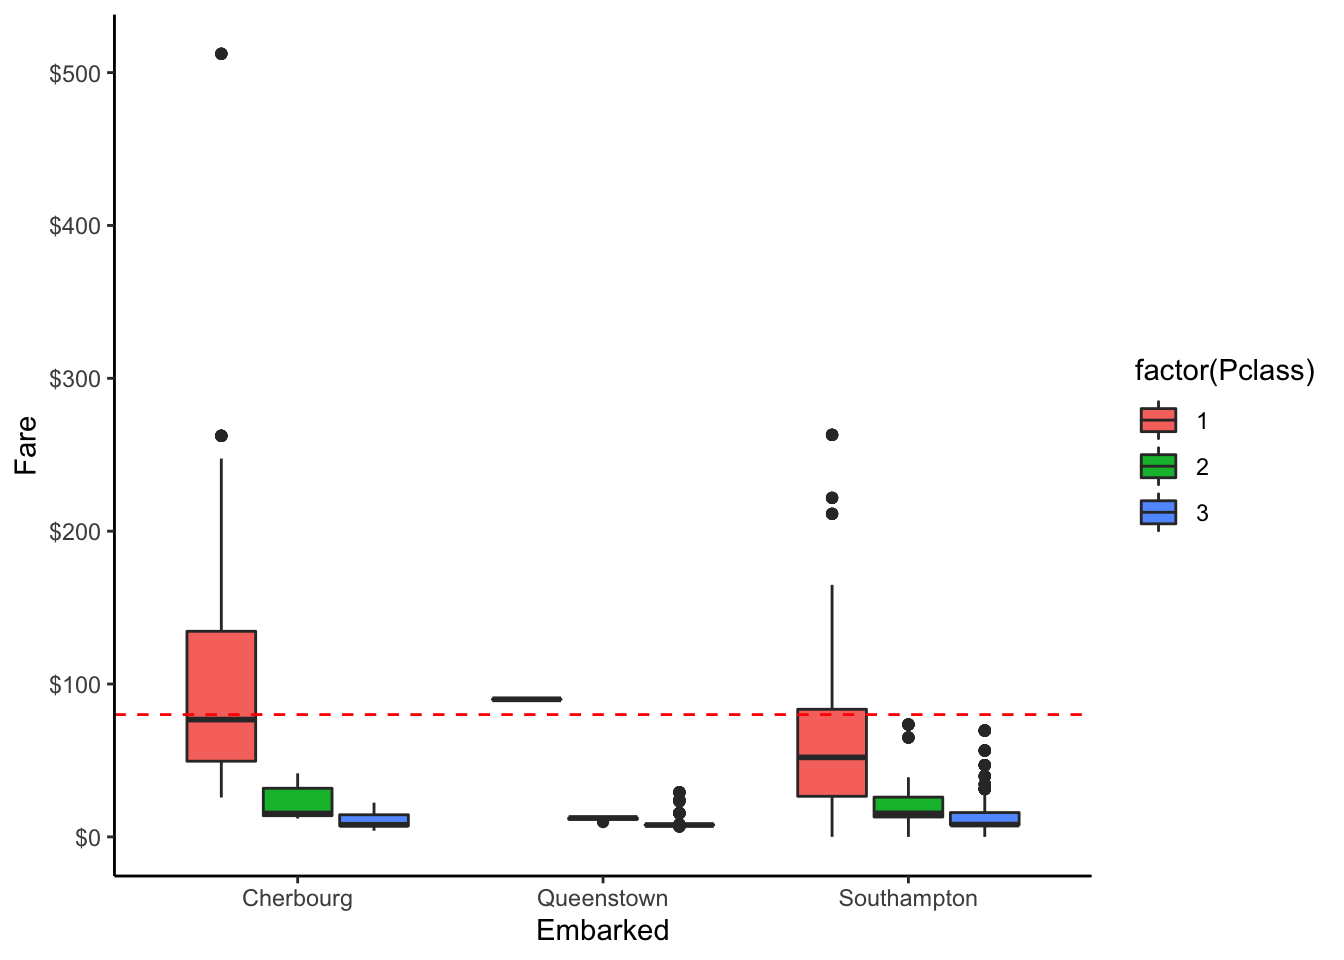 $500
$400
$300
$200
$100
$0
Fare
Cherbourg
Queenstown
Southampton
Embarked
factor(Pclass)
1
2
3